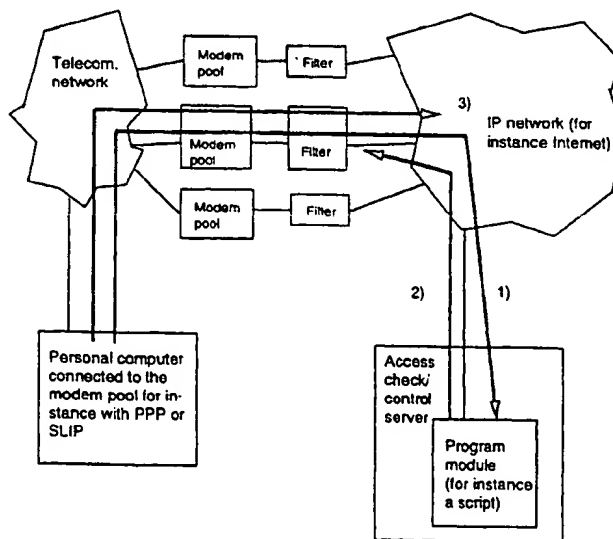 Telecom.
network
Modem
pool
Filter
3)
IP network (for
instance Internet)
Modem
pool
Filter
Modem
pool
Filter
2)
1)
Personal computer
connected to the
modem pool for in-
stance with PPP or
SLIP
Access
check/
control
server
Program
module
(for instance
a script)